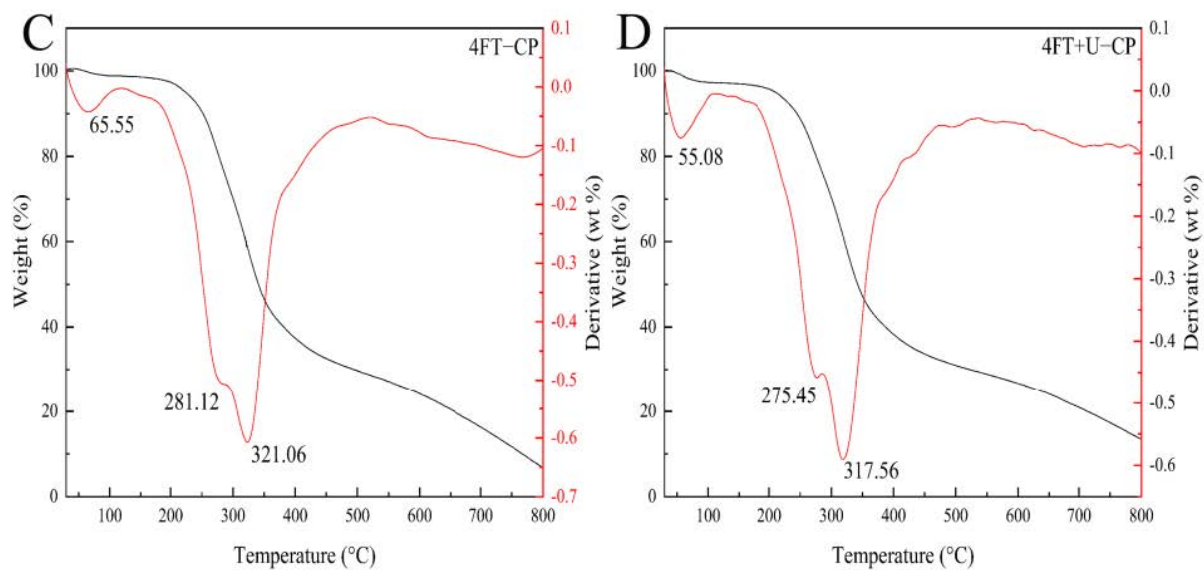 C
4FT−CP
Weight (%)
100
80
60
40
20
0
100 200 300 400 500 600 700 800
Temperature (°C)
0.1
0.0
-0.1
-0.2
-0.3
-0.4
-0.5
-0.6
-0.7
Derivative (wt %)
65.55
281.12
321.06
D
4FT+U−CP
Weight (%)
100
80
60
40
20
0
100 200 300 400 500 600 700 800
Temperature (°C)
0.1
0.0
-0.1
-0.2
-0.3
-0.4
-0.5
-0.6
Derivative (wt %)
55.08
275.45
317.56